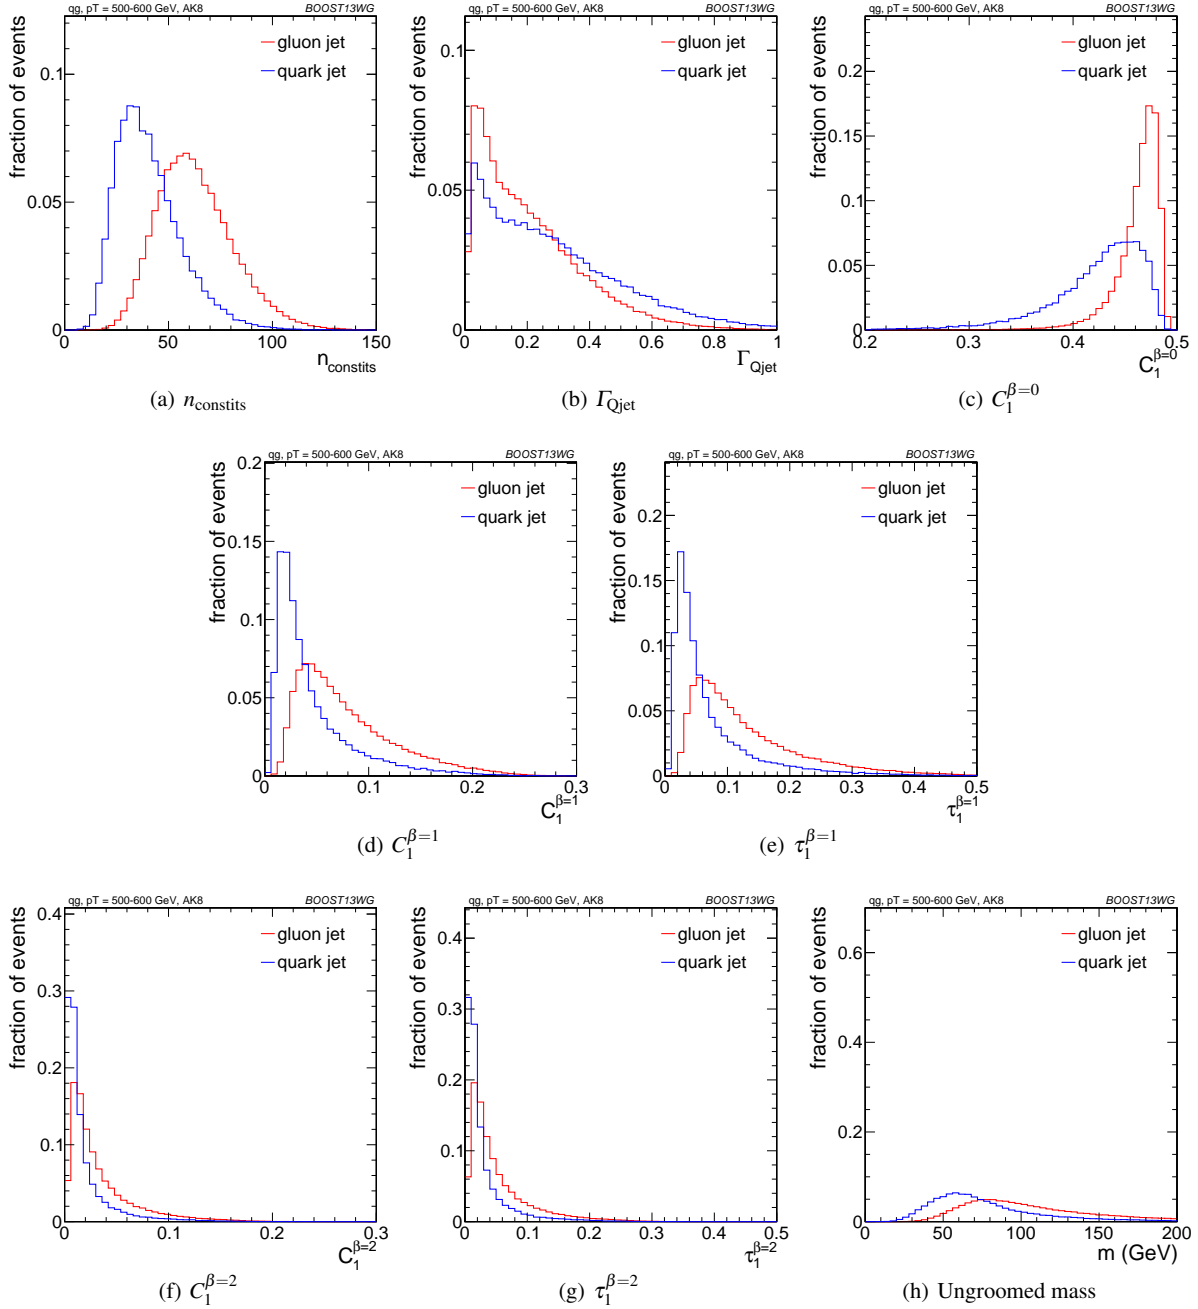 qg, pT = 500-600 GeV, AK8 BOOST13WG
fraction of events
gluon jet
quark jet
0.1
0.05
0
0 50 100 150
n_constits
(a) n_constits
qg, pT = 500-600 GeV, AK8 BOOST13WG
fraction of events
gluon jet
quark jet
0.1
0.05
0
0 0.2 0.4 0.6 0.8 1
Γ_Qjet
(b) Γ_Qjet
qg, pT = 500-600 GeV, AK8 BOOST13WG
fraction of events
gluon jet
quark jet
0.2
0.15
0.1
0.05
0
0.2 0.3 0.4 0.5
C_1^{β=0}
(c) C_1^{β=0}
qg, pT = 500-600 GeV, AK8 BOOST13WG
fraction of events
gluon jet
quark jet
0.2
0.15
0.1
0.05
0
0 0.1 0.2 0.3
C_1^{β=1}
(d) C_1^{β=1}
qg, pT = 500-600 GeV, AK8 BOOST13WG
fraction of events
gluon jet
quark jet
0.2
0.15
0.1
0.05
0
0 0.1 0.2 0.3 0.4 0.5
τ_1^{β=1}
(e) τ_1^{β=1}
qg, pT = 500-600 GeV, AK8 BOOST13WG
fraction of events
gluon jet
quark jet
0.4
0.3
0.2
0.1
0
0 0.1 0.2 0.3
C_1^{β=2}
(f) C_1^{β=2}
qg, pT = 500-600 GeV, AK8 BOOST13WG
fraction of events
gluon jet
quark jet
0.4
0.3
0.2
0.1
0
0 0.1 0.2 0.3 0.4 0.5
τ_1^{β=2}
(g) τ_1^{β=2}
qg, pT = 500-600 GeV, AK8 BOOST13WG
fraction of events
gluon jet
quark jet
0.6
0.4
0.2
0
0 50 100 150 200
m (GeV)
(h) Ungroomed mass